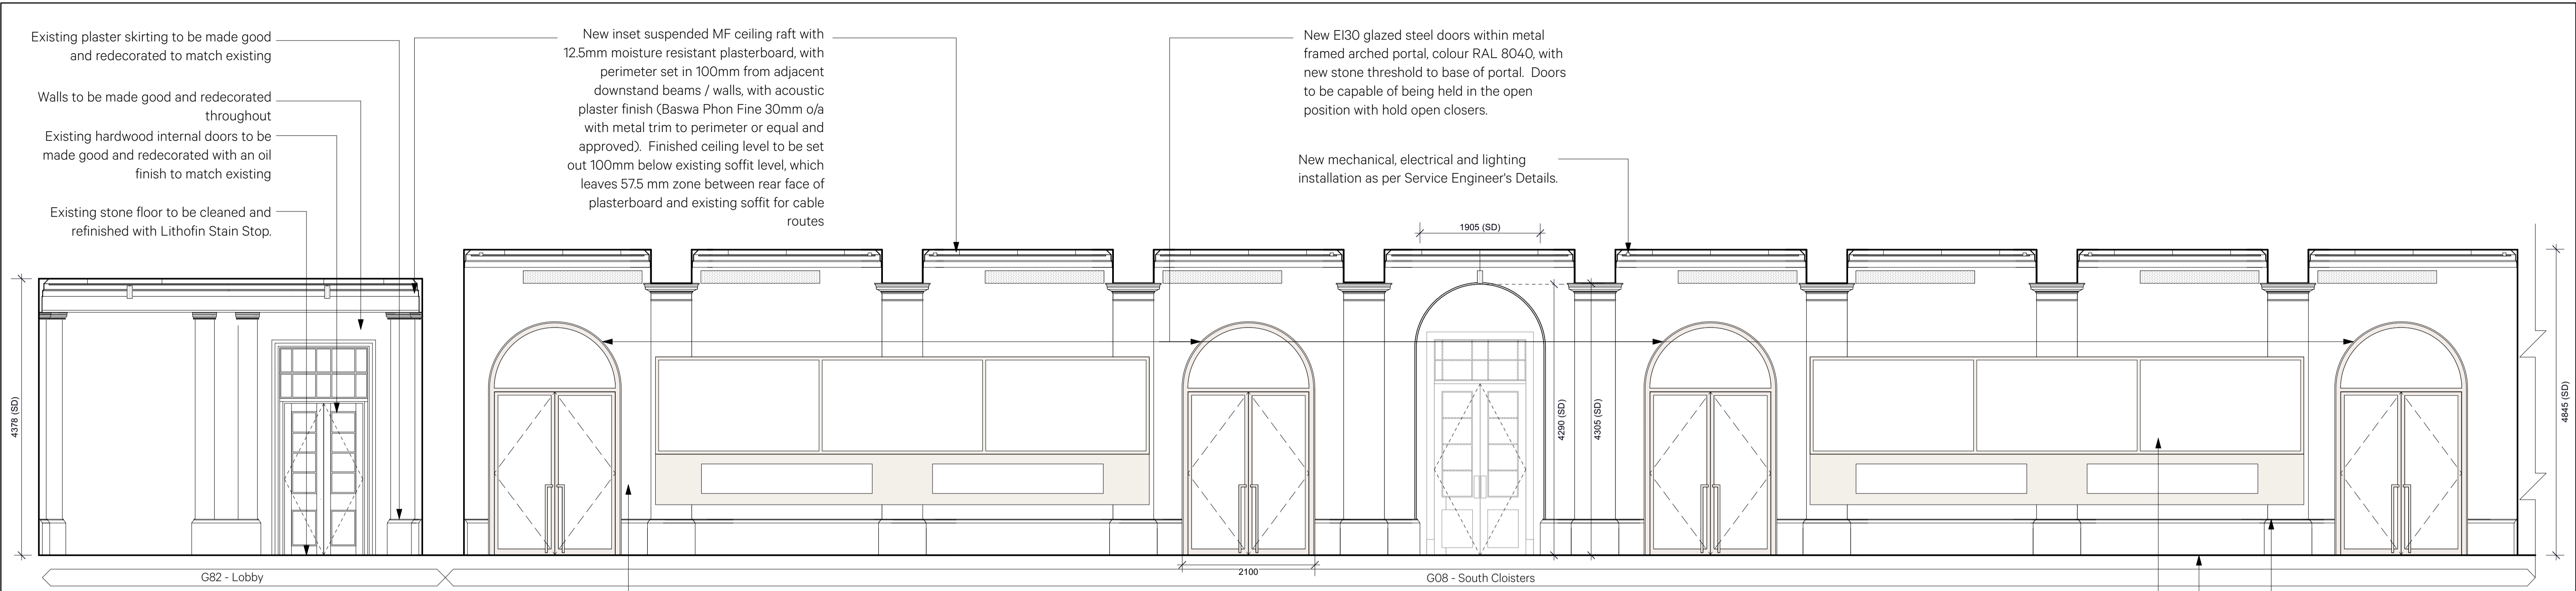 Existing plaster skirting to be made good
and redecorated to match existing
Walls to be made good and redecorated
throughout
Existing hardwood internal doors to be
made good and redecorated with an oil
finish to match existing
Existing stone floor to be cleaned and
refinished with Lithofin Stain Stop.
New inset suspended MF ceiling raft with
12.5mm moisture resistant plasterboard, with
perimeter set in 100mm from adjacent
downstand beams / walls, with acoustic
plaster finish (Baswa Phon Fine 30mm o/a
with metal trim to perimeter or equal and
approved). Finished ceiling level to be set
out 100mm below existing soffit level, which
leaves 57.5 mm zone between rear face of
plasterboard and existing soffit for cable
routes
New EI30 glazed steel doors within metal
framed arched portal, colour RAL 8040, with
new stone threshold to base of portal. Doors
to be capable of being held in the open
position with hold open closers.
New mechanical, electrical and lighting
installation as per Service Engineer's Details.
1905 (SD)
4378 (SD)
4290 (SD)
4305 (SD)
4845 (SD)
2100
G82 - Lobby
G08 - South Cloisters